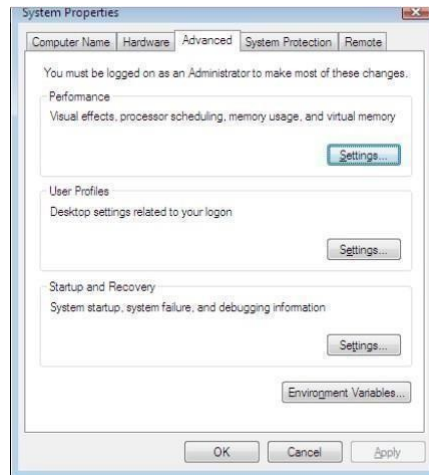 System Properties
Computer Name Hardware Advanced System Protection Remote
You must be logged on as an Administrator to make most of these changes.
Performance
Visual effects, processor scheduling, memory usage, and virtual memory
Settings...
User Profiles
Desktop settings related to your logon
Settings...
Startup and Recovery
System startup, system failure, and debugging information
Settings...
Environment Variables...
OK Cancel Apply